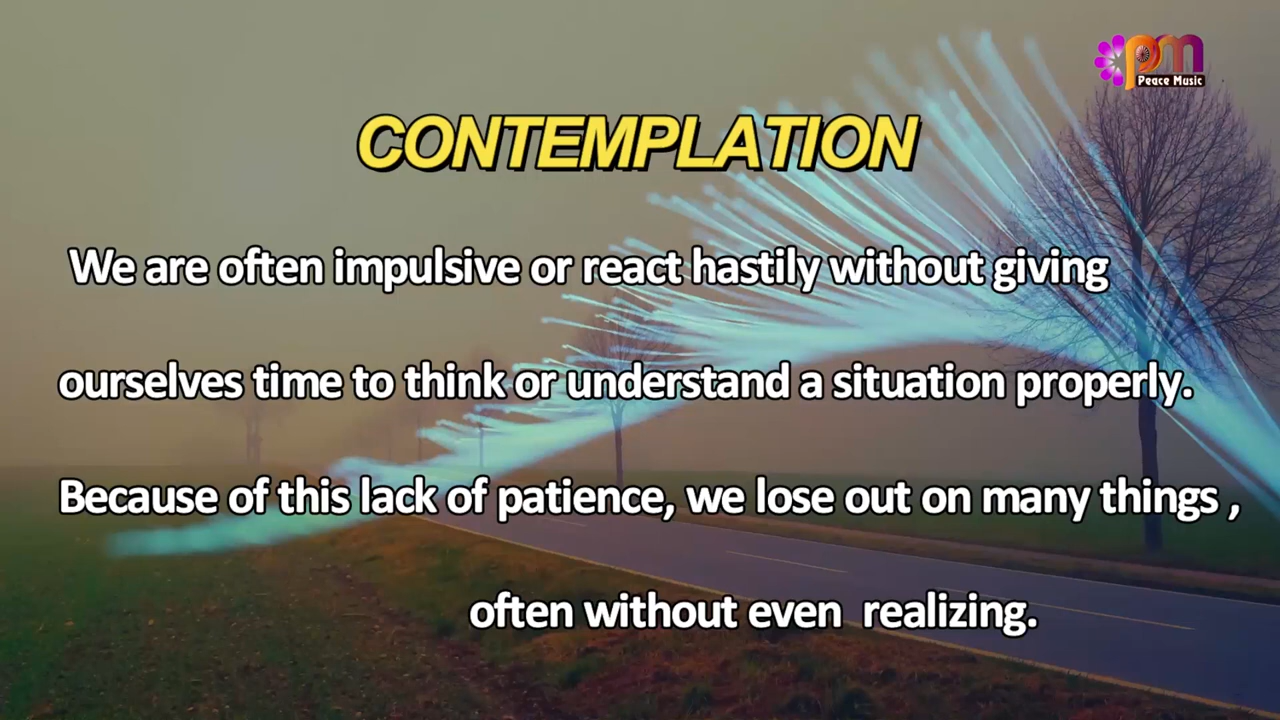 pm
Peace Music
CONTEMPLATION
We are often impulsive or react hastily without giving
ourselves time to think or understand a situation properly.
Because of this lack of patience, we lose out on many things ,
often without even  realizing.